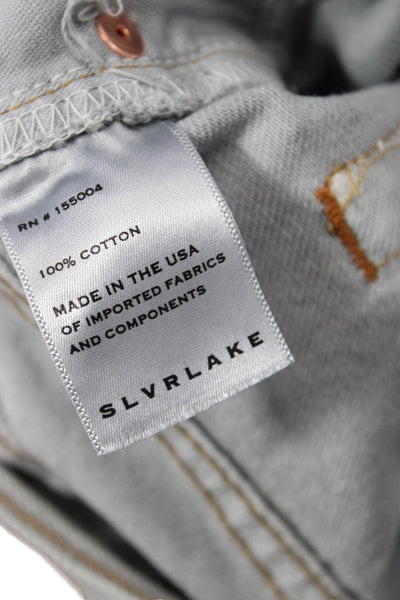 RN # 155004
100% COTTON
MADE IN THE USA
OF IMPORTED FABRICS
AND COMPONENTS
SLVRLAKE